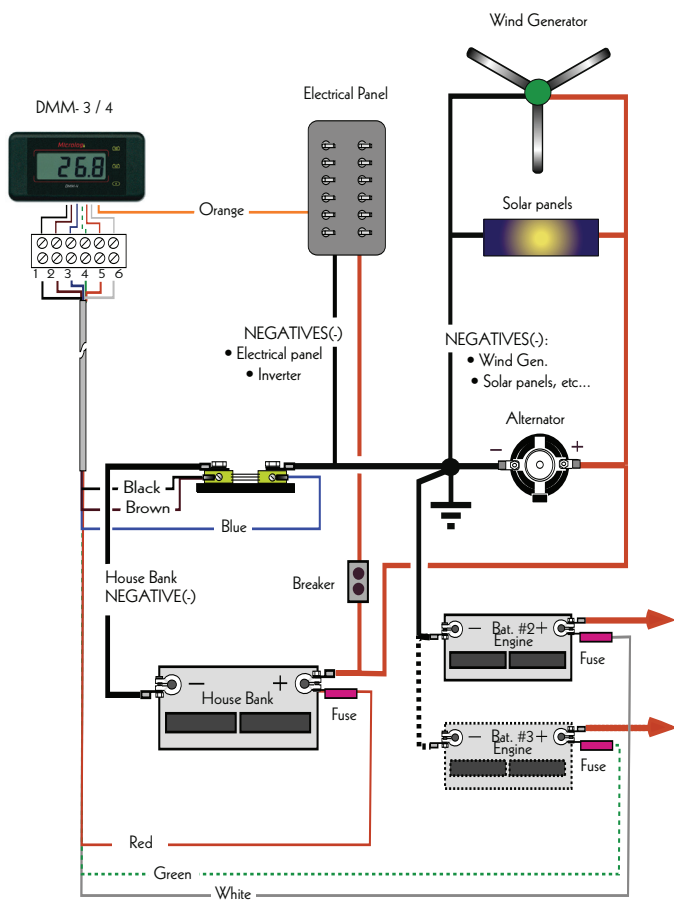 Wind Generator
Electrical Panel
DMM- 3 / 4
26.8
Orange
Solar panels
1 2 3 4 5 6
NEGATIVES(-)
• Electrical panel
• Inverter
NEGATIVES(-):
• Wind Gen.
• Solar panels, etc...
Alternator
- +
Black
Brown
Blue
House Bank
NEGATIVE(-)
Breaker
- Bat. #2+
Engine
Fuse
- +
House Bank
Fuse
- Bat. #3+
Engine
Fuse
Red
Green
White